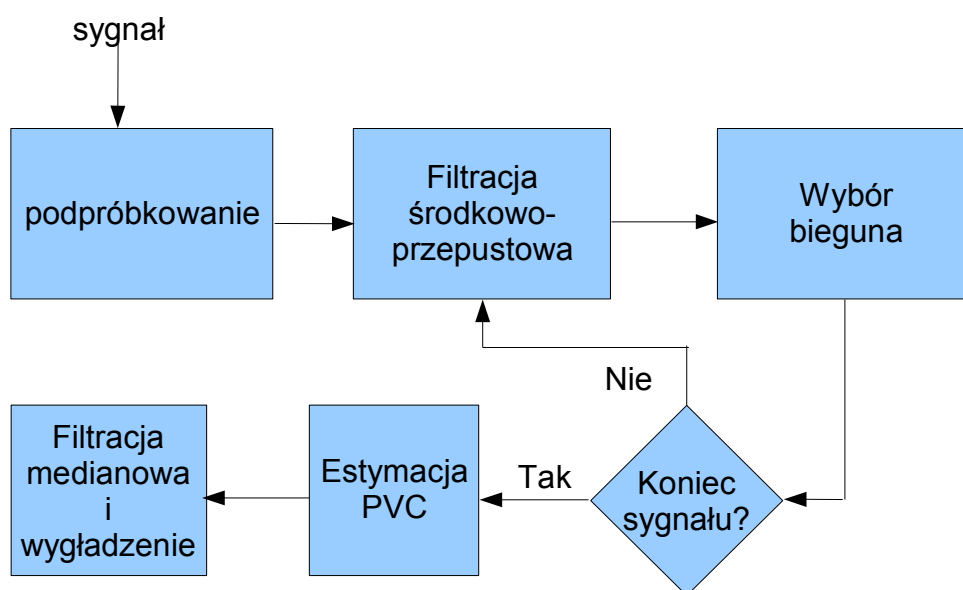 sygnał
podpróbkowanie
Filtracja
środkowo-
przepustowa
Wybór
bieguna
Nie
Koniec
sygnału?
Tak
Estymacja
PVC
Filtracja
medianowa
i
wygładzenie